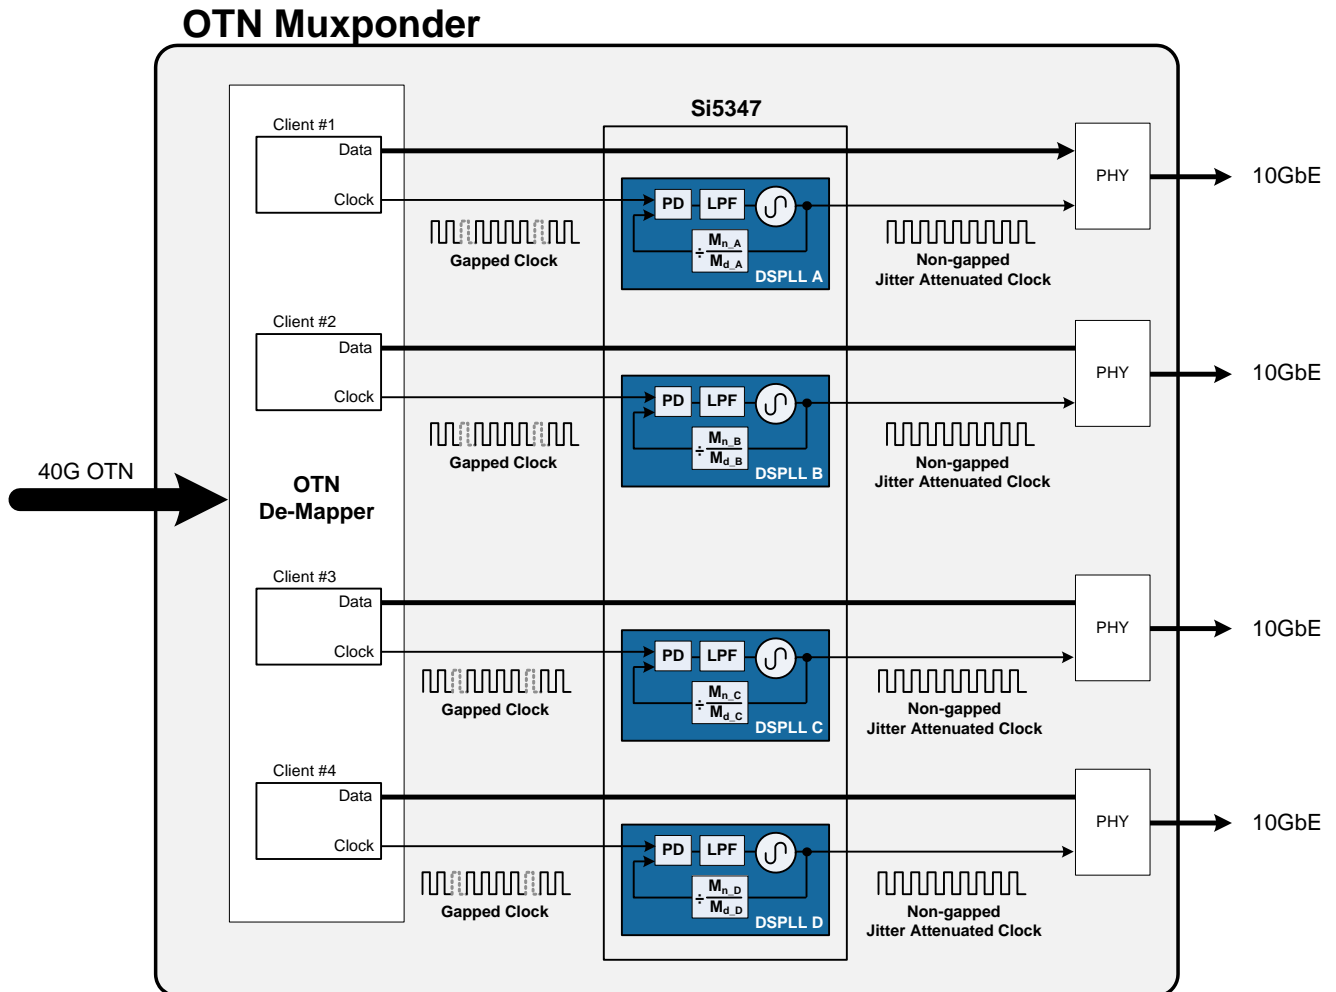 OTN Muxponder
Si5347
Client #1
Data
Clock
Gapped Clock
PD
LPF
÷ Mn_A
Md_A
DSPLL A
Non-gapped
Jitter Attenuated Clock
PHY
10GbE
Client #2
Data
Clock
Gapped Clock
PD
LPF
÷ Mn_B
Md_B
DSPLL B
Non-gapped
Jitter Attenuated Clock
PHY
10GbE
40G OTN
OTN
De-Mapper
Client #3
Data
Clock
Gapped Clock
PD
LPF
÷ Mn_C
Md_C
DSPLL C
Non-gapped
Jitter Attenuated Clock
PHY
10GbE
Client #4
Data
Clock
Gapped Clock
PD
LPF
÷ Mn_D
Md_D
DSPLL D
Non-gapped
Jitter Attenuated Clock
PHY
10GbE